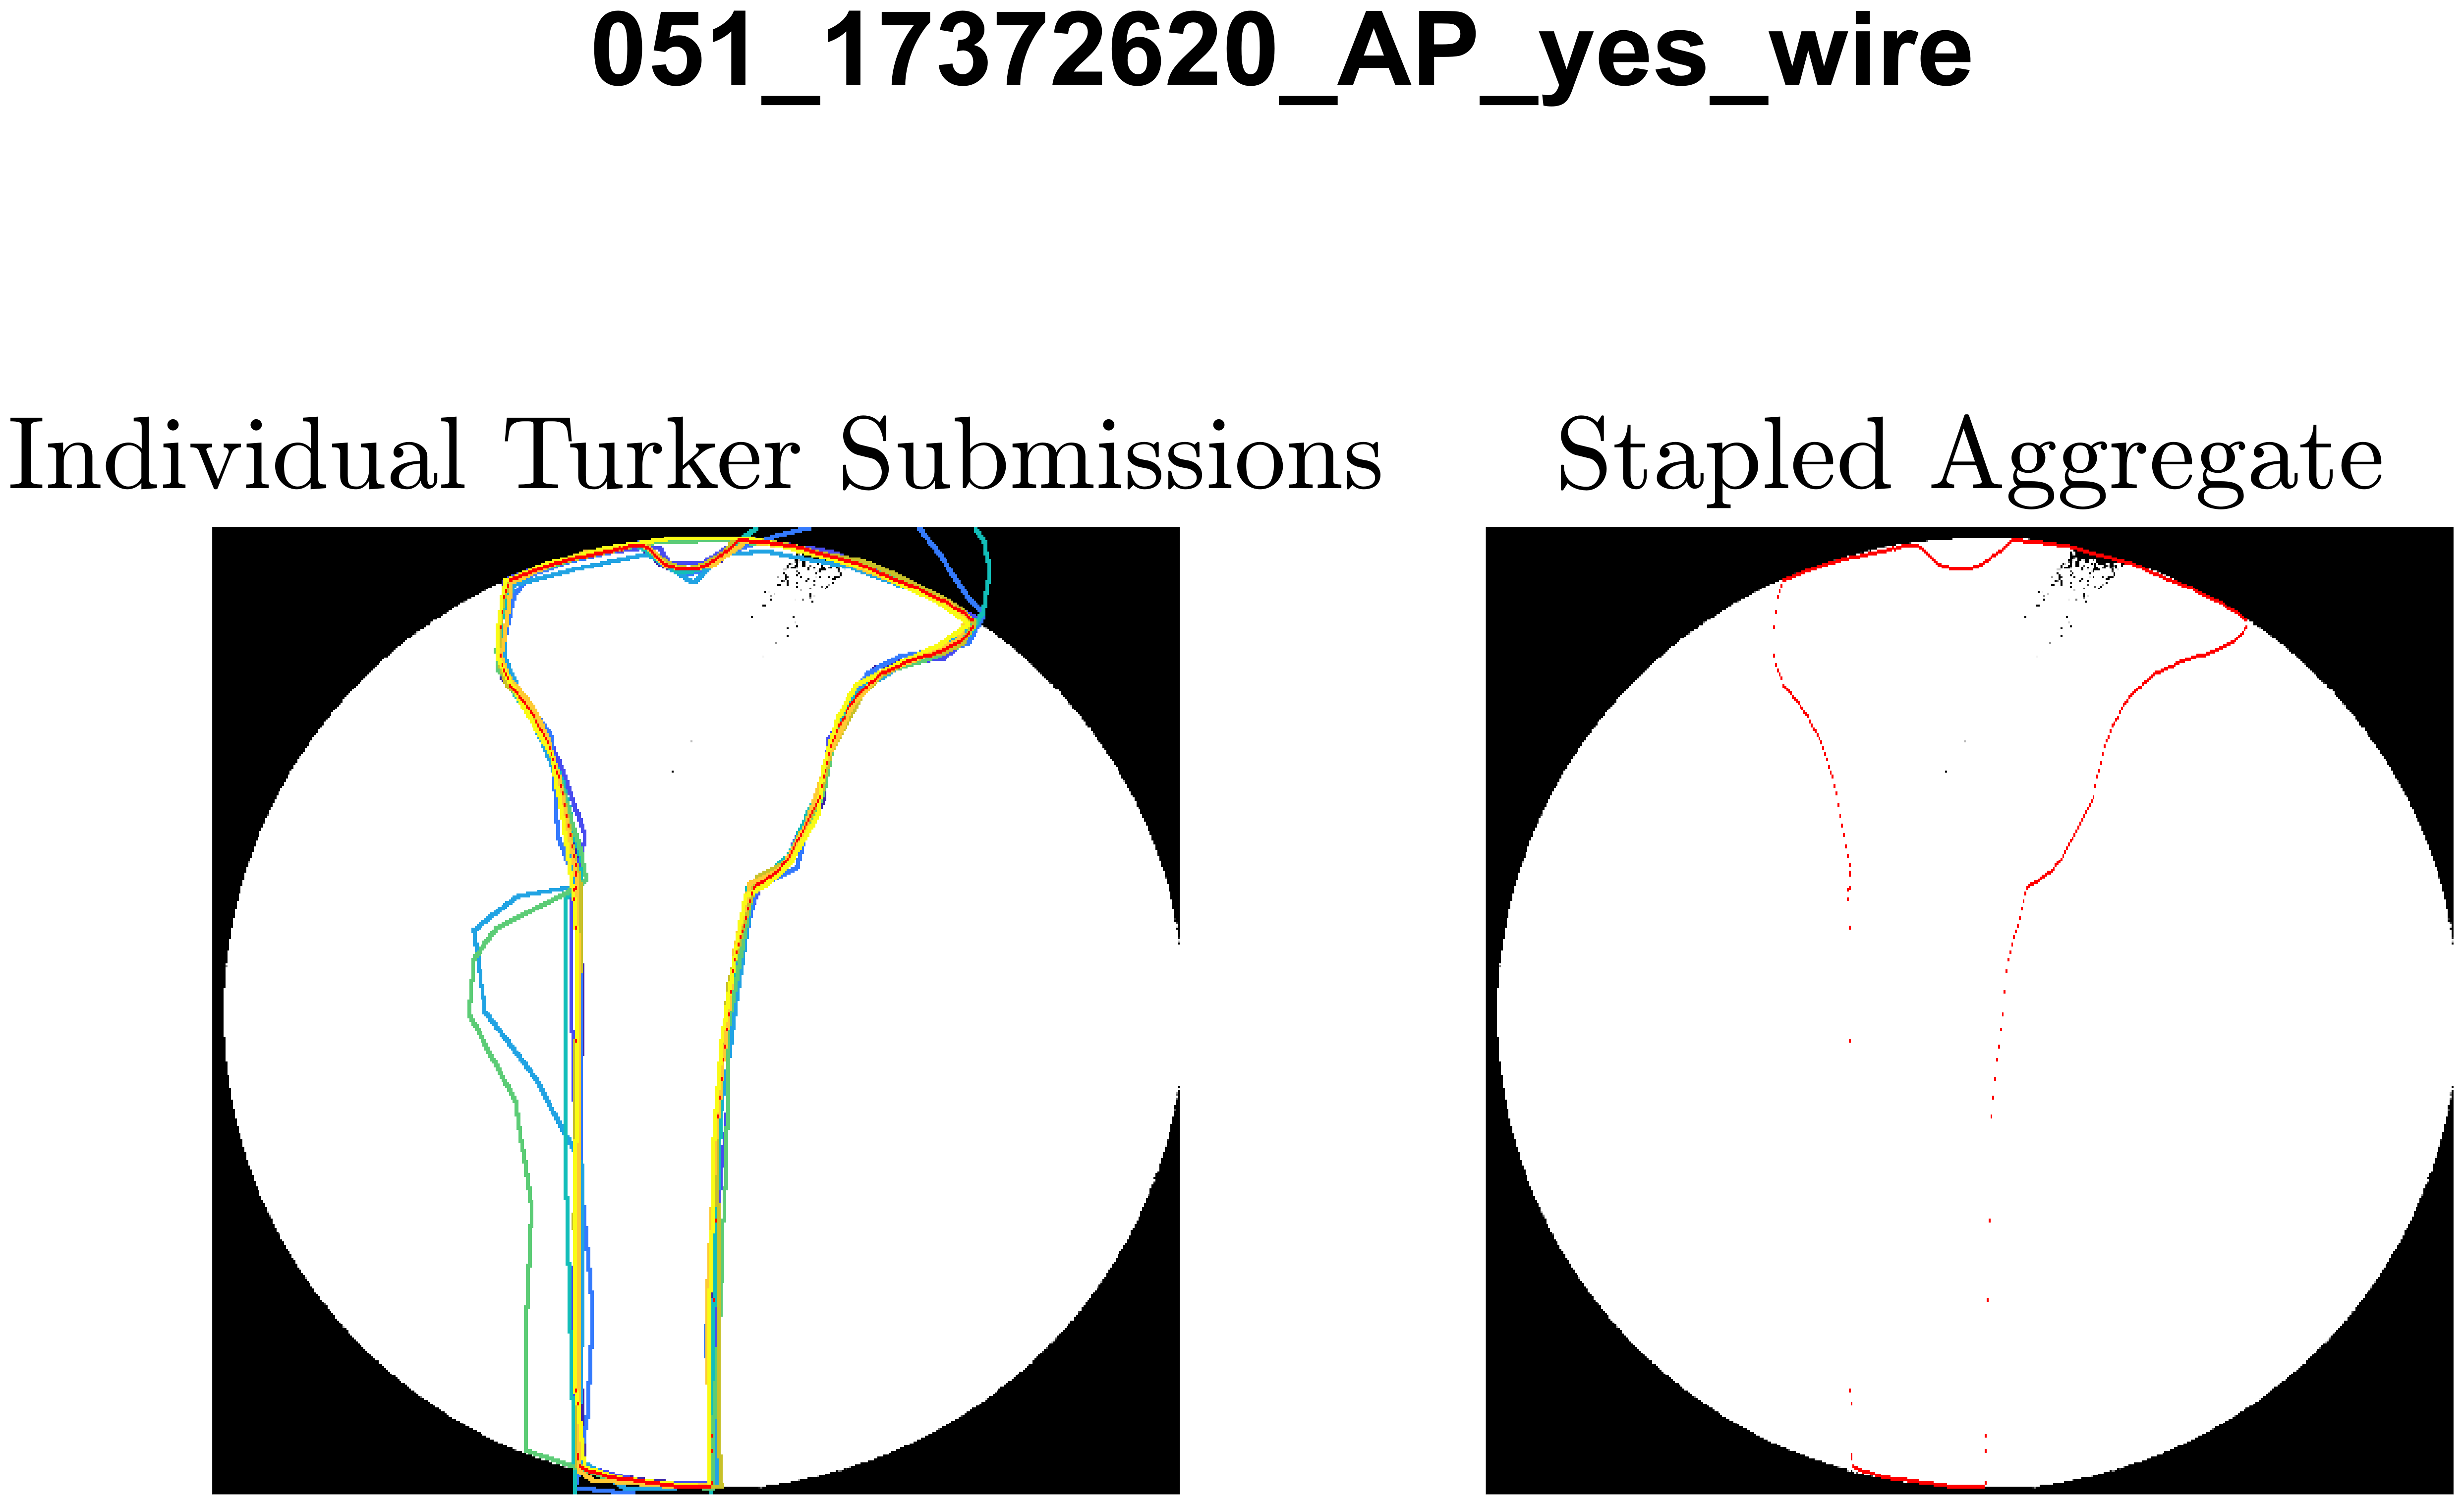 051_17372620_AP_yes_wire
Individual Turker Submissions
Stapled Aggregate